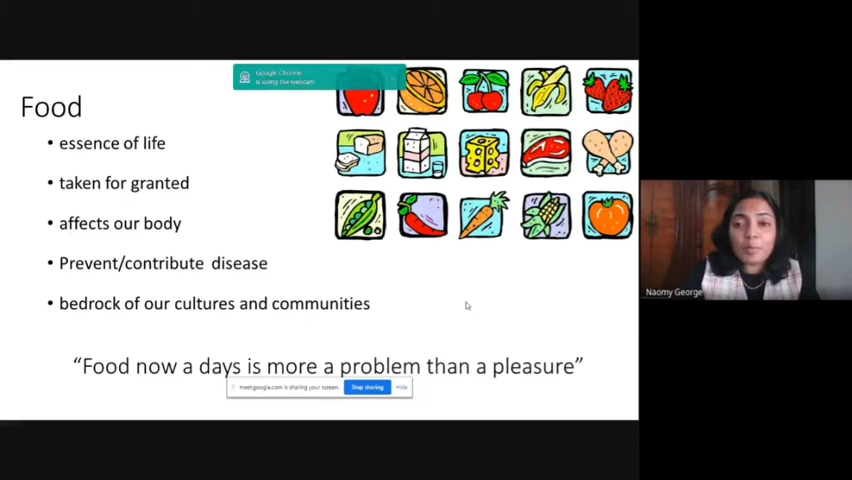 Google Chrome
is using the webcam
Food
• essence of life
• taken for granted
• affects our body
• Prevent/contribute disease
• bedrock of our cultures and communities
“Food now a days is more a problem than a pleasure”
meet.google.com is sharing your screen.
Stop sharing
Hide
Naomy George